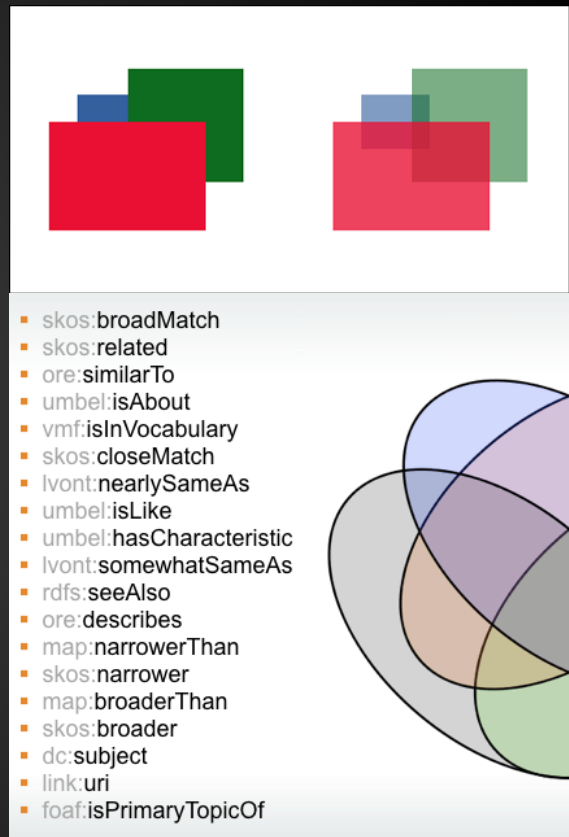 skos:broadMatch
skos:related
ore:similarTo
umbel:isAbout
vmf:isInVocabulary
skos:closeMatch
lvont:nearlySameAs
umbel:isLike
umbel:hasCharacteristic
lvont:somewhatSameAs
rdfs:seeAlso
ore:describes
map:narrowerThan
skos:narrower
map:broaderThan
skos:broader
dc:subject
link:uri
foaf:isPrimaryTopicOf